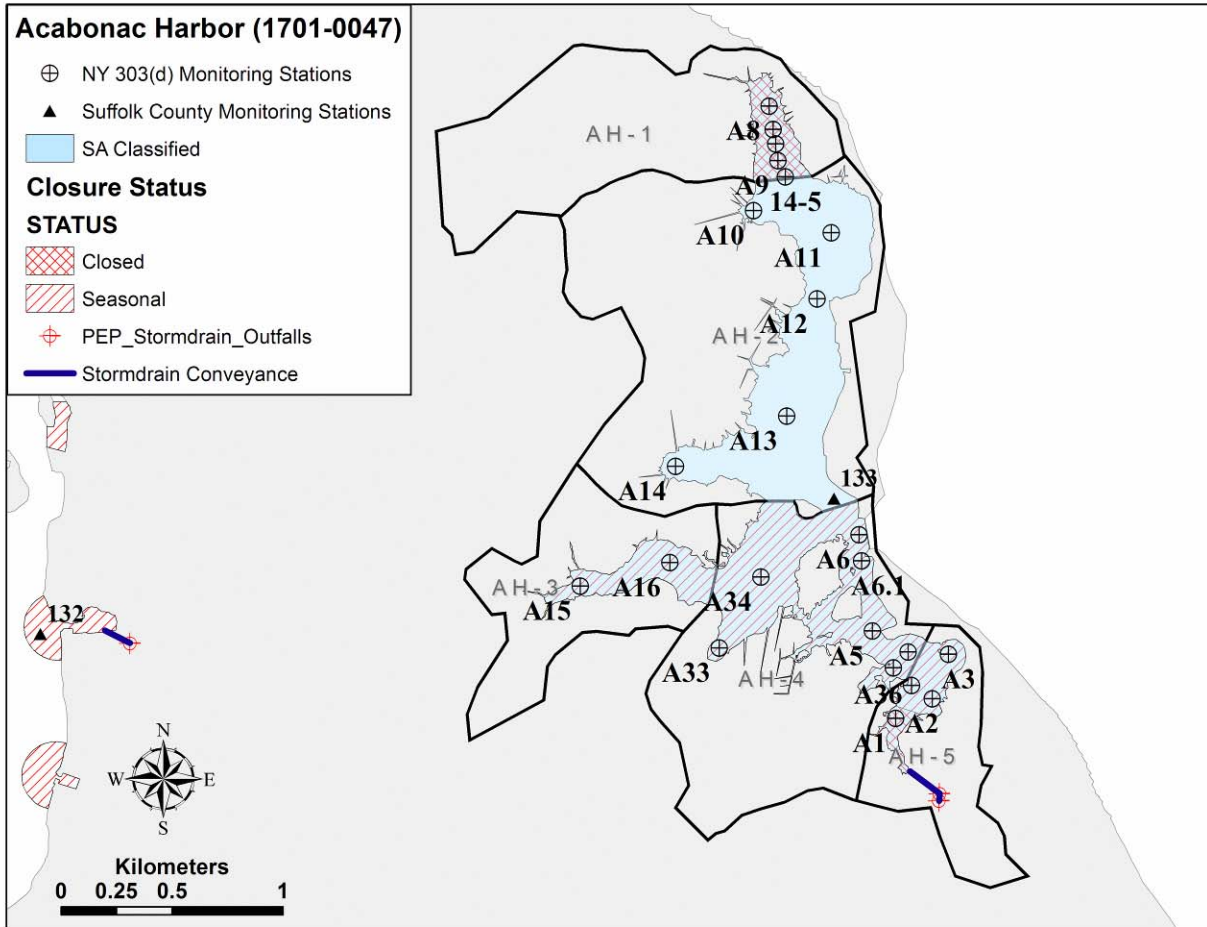 Acabonac Harbor (1701-0047)
NY 303(d) Monitoring Stations
Suffolk County Monitoring Stations
SA Classified
Closure Status
STATUS
Closed
Seasonal
PEP_Stormdrain_Outfalls
Stormdrain Conveyance
AH-1
A8
A9
14-5
A10
A11
A12
AH-2
A13
A14
133
A6
A16
A6.1
AH-3
A34
A15
132
A5
A33
A3
AH-4
A36
A2
A1
AH-5
N
W E
S
Kilometers
0 0.25 0.5 1